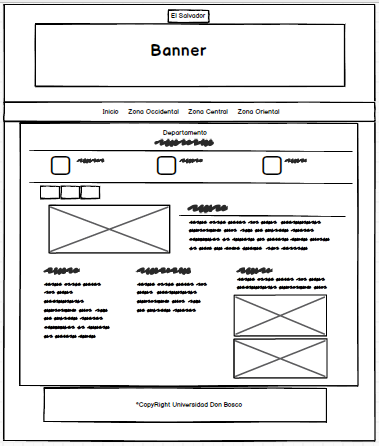 El Salvador
Banner
Inicio Zona Occidental Zona Central Zona Oriental
Departamento
*CopyRight Universidad Don Bosco